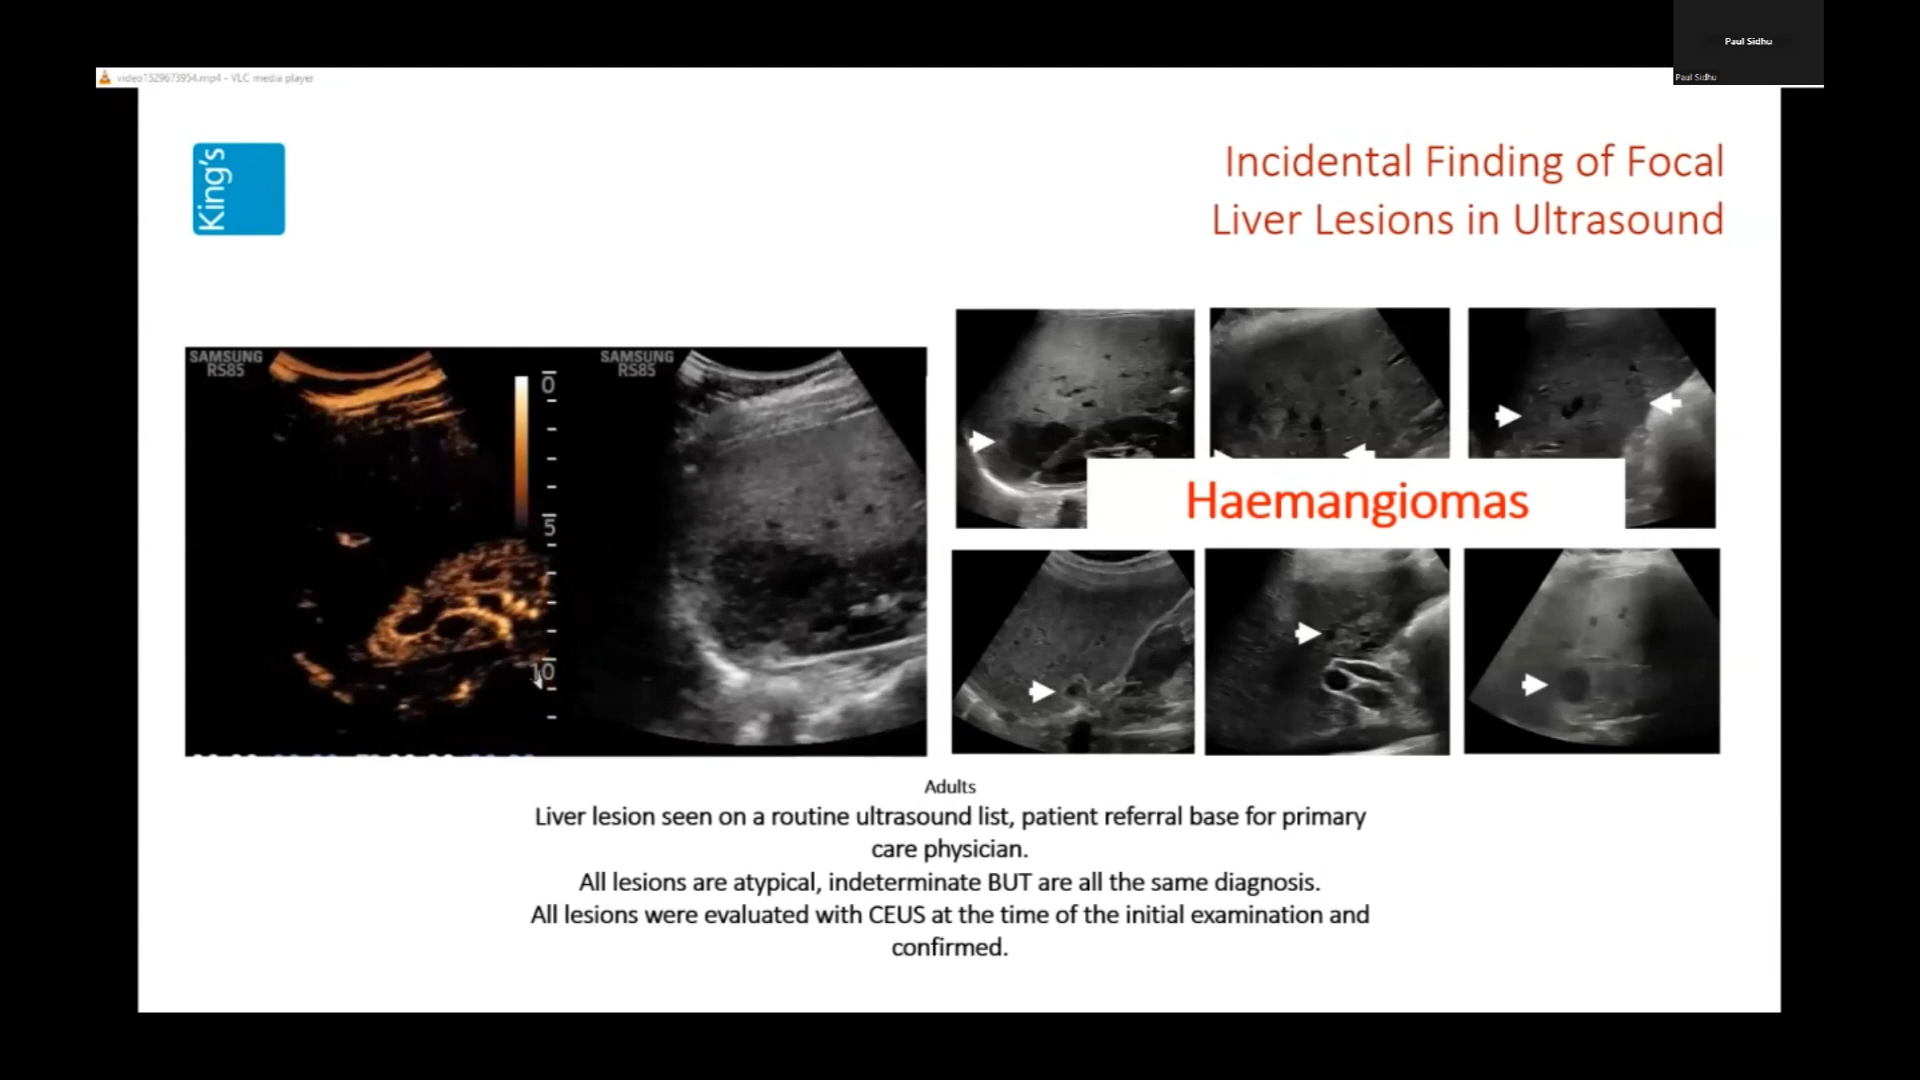 Paul Sidhu
Paul Sidhu
video1529673954.mp4 - VLC media player
King's
Incidental Finding of Focal
Liver Lesions in Ultrasound
SAMSUNG
RS85
0
5
10
SAMSUNG
RS85
Haemangiomas
Adults
Liver lesion seen on a routine ultrasound list, patient referral base for primary
care physician.
All lesions are atypical, indeterminate BUT are all the same diagnosis.
All lesions were evaluated with CEUS at the time of the initial examination and
confirmed.